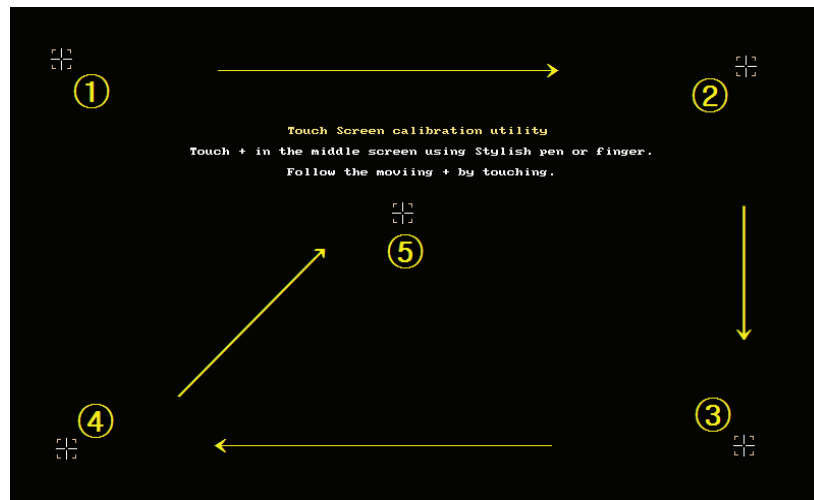 ①
②
Touch Screen calibration utility
Touch + in the middle screen using Stylish pen or finger.
Follow the moviing + by touching.
⑤
④
③